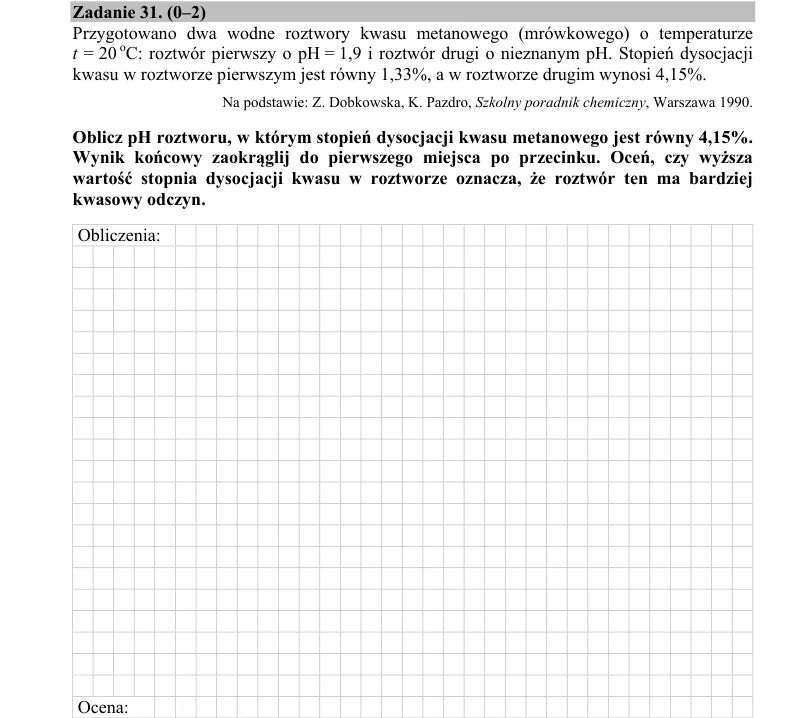 Zadanie 31. (0–2)
Przygotowano dwa wodne roztwory kwasu metanowego (mrówkowego) o temperaturze
t = 20 °C: roztwór pierwszy o pH = 1,9 i roztwór drugi o nieznanym pH. Stopień dysocjacji
kwasu w roztworze pierwszym jest równy 1,33%, a w roztworze drugim wynosi 4,15%.
Na podstawie: Z. Dobkowska, K. Pazdro, Szkolny poradnik chemiczny, Warszawa 1990.
Oblicz pH roztworu, w którym stopień dysocjacji kwasu metanowego jest równy 4,15%.
Wynik końcowy zaokrąglij do pierwszego miejsca po przecinku. Oceń, czy wyższa
wartość stopnia dysocjacji kwasu w roztworze oznacza, że roztwór ten ma bardziej
kwasowy odczyn.
Obliczenia:
Ocena: